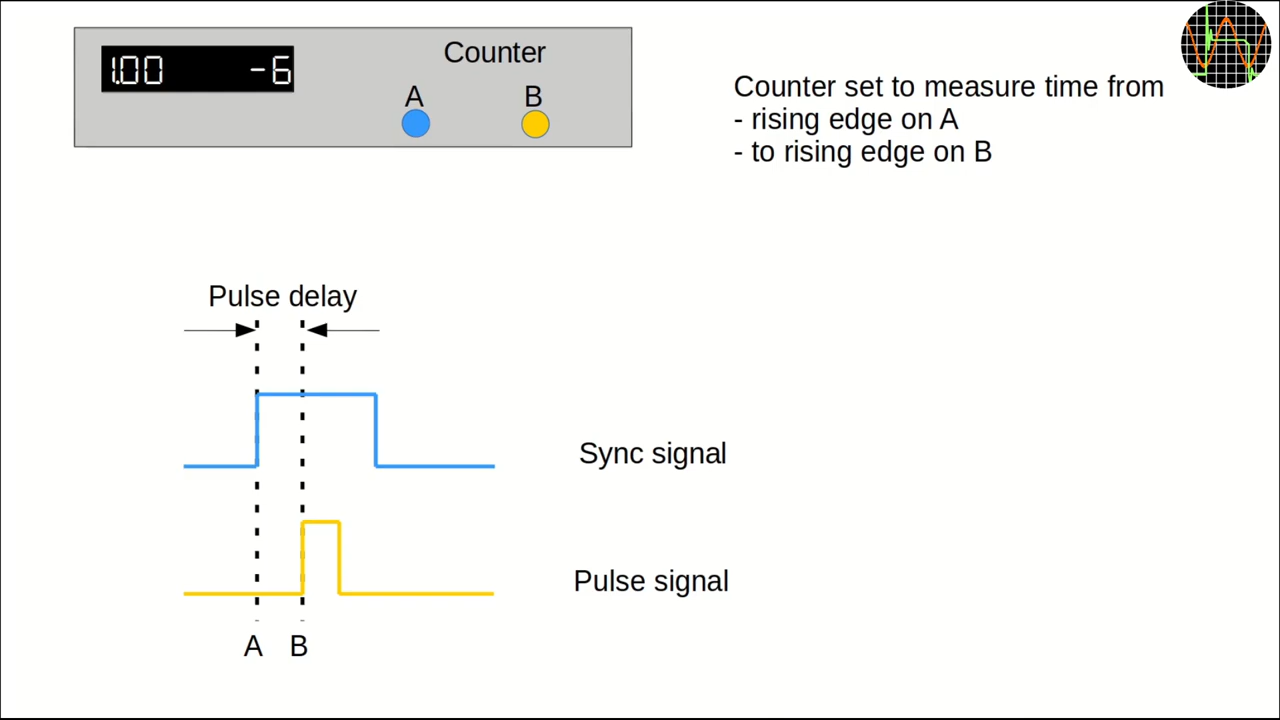 1.00 -6
Counter
A B
Counter set to measure time from
- rising edge on A
- to rising edge on B
Pulse delay
Sync signal
Pulse signal
A B